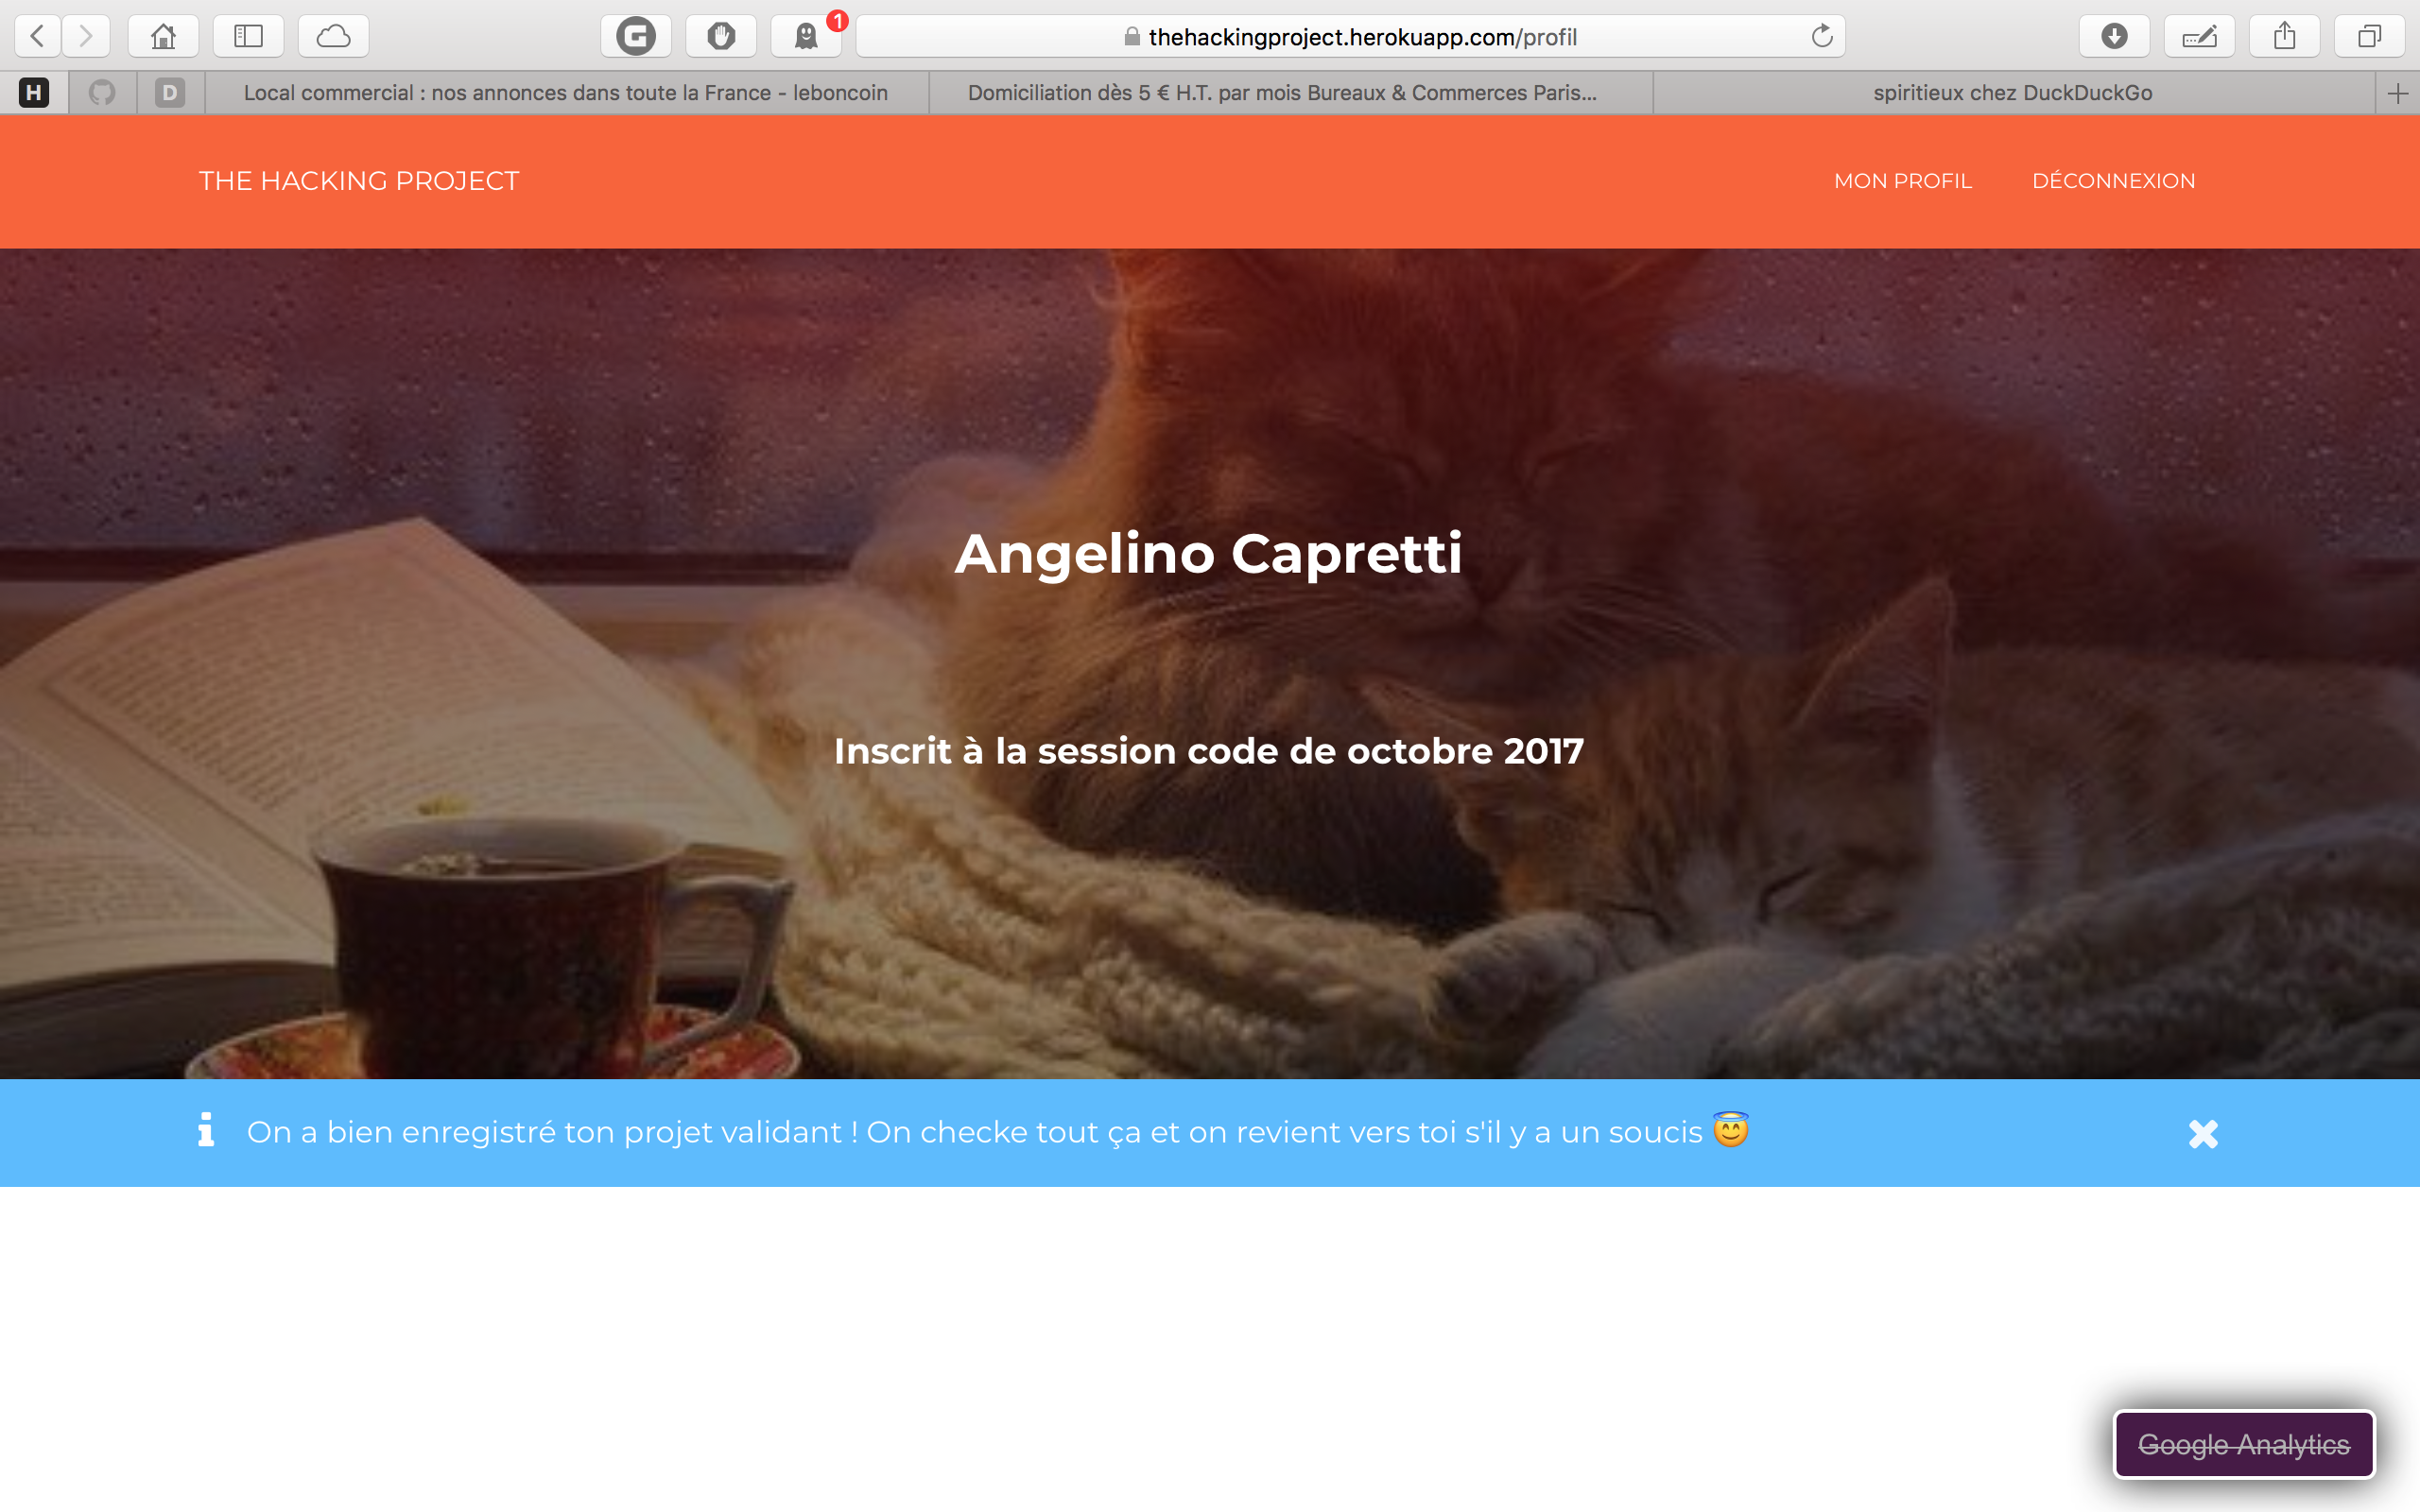 1
thehackingproject.herokuapp.com/profil
H
D
Local commercial : nos annonces dans toute la France - leboncoin
Domiciliation dès 5 € H.T. par mois Bureaux & Commerces Paris...
spiritieux chez DuckDuckGo
THE HACKING PROJECT
MON PROFIL
DÉCONNEXION
Angelino Capretti
Inscrit à la session code de octobre 2017
On a bien enregistré ton projet validant ! On checke tout ça et on revient vers toi s'il y a un soucis 😇
Google Analytics